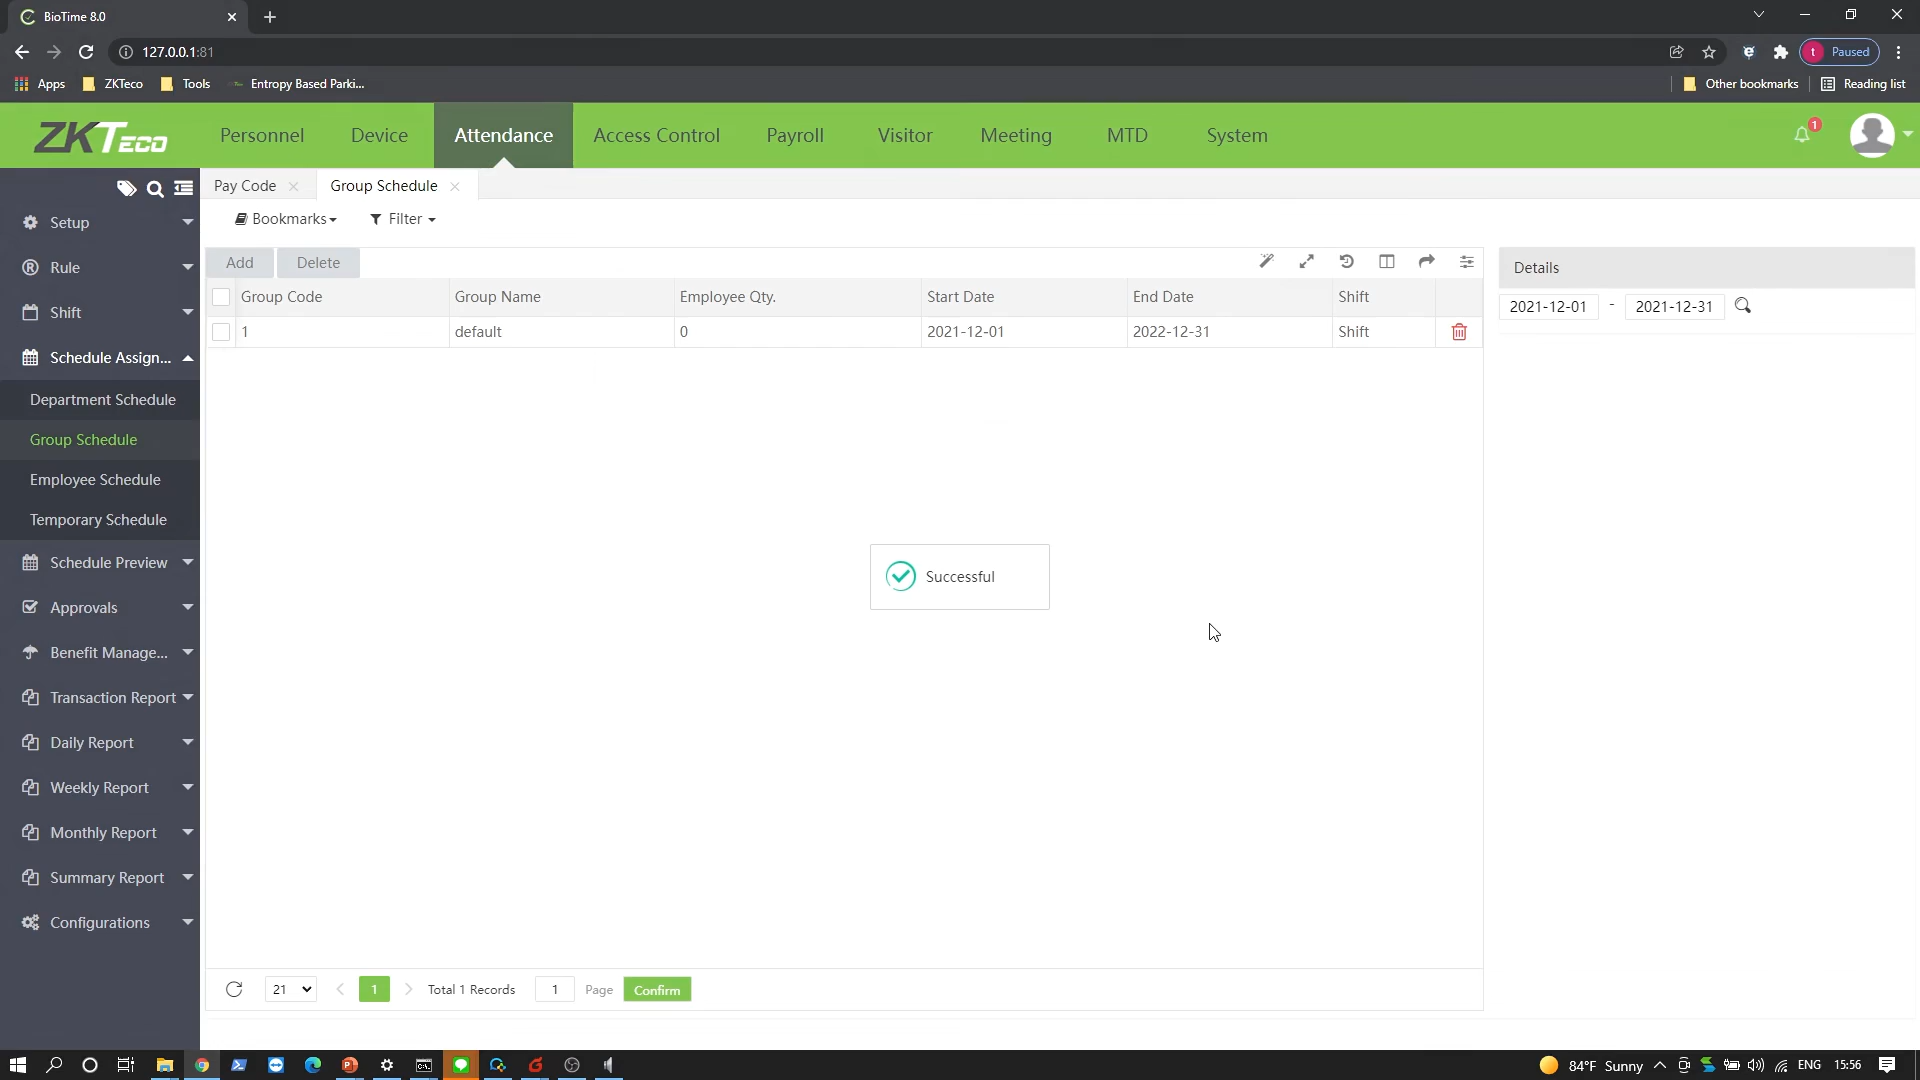 BioTime 8.0
127.0.0.1:81
t Paused
Apps ZKTeco Tools Entropy Based Parki...
Other bookmarks Reading list
ZKTeco Personnel Device Attendance Access Control Payroll Visitor Meeting MTD System 1
Pay Code Group Schedule
Bookmarks Filter
Setup
Rule
Shift
Schedule Assign...
Department Schedule
Group Schedule
Employee Schedule
Temporary Schedule
Schedule Preview
Approvals
Benefit Manage...
Transaction Report
Daily Report
Weekly Report
Monthly Report
Summary Report
Configurations
Add Delete
Group Code Group Name Employee Qty. Start Date End Date Shift
1 default 0 2021-12-01 2022-12-31 Shift
Successful
Details
2021-12-01 - 2021-12-31
21 1 Total 1 Records 1 Page Confirm
84°F Sunny ENG 15:56